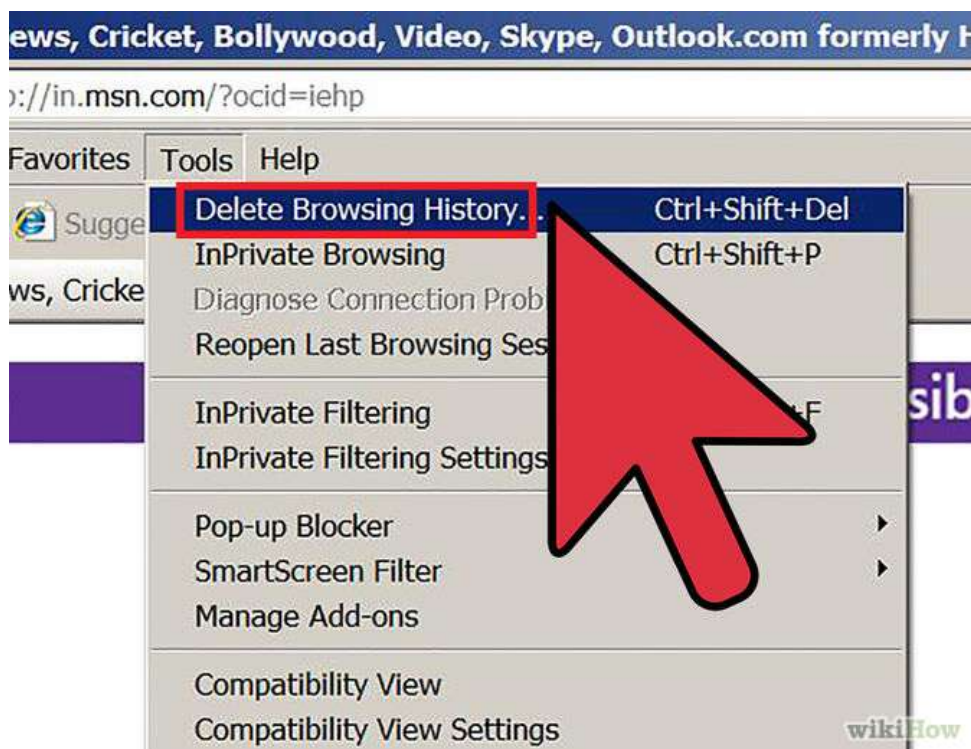 ews, Cricket, Bollywood, Video, Skype, Outlook.com formerly H
://in.msn.com/?ocid=iehp
Favorites Tools Help
Sugge
Delete Browsing History... Ctrl+Shift+Del
InPrivate Browsing Ctrl+Shift+P
ws, Cricke
Diagnose Connection Prob
Reopen Last Browsing Ses
sib
InPrivate Filtering +F
InPrivate Filtering Settings
Pop-up Blocker
SmartScreen Filter
Manage Add-ons
Compatibility View
Compatibility View Settings
wikiHow